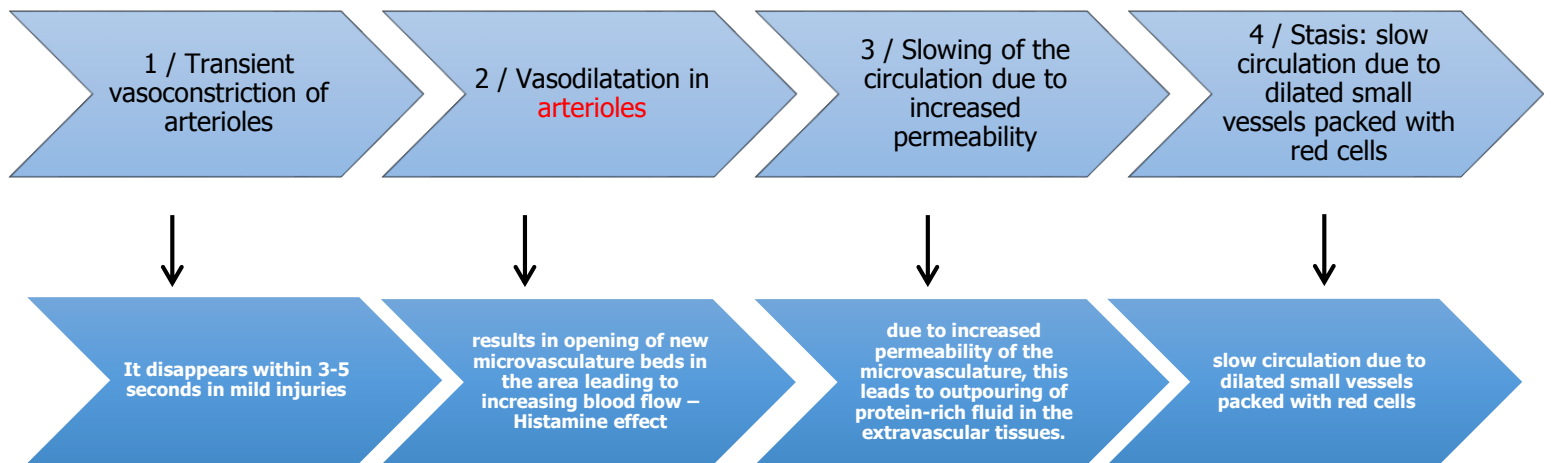 1 / Transient
vasoconstriction of
arterioles
2 / Vasodilatation in
arterioles
3 / Slowing of the
circulation due to
increased
permeability
4 / Stasis: slow
circulation due to
dilated small
vessels packed with
red cells
It disappears within 3-5
seconds in mild injuries
results in opening of new
microvasculature beds in
the area leading to
increasing blood flow –
Histamine effect
due to increased
permeability of the
microvasculature, this
leads to outpouring of
protein-rich fluid in the
extravascular tissues.
slow circulation due to
dilated small vessels
packed with red cells